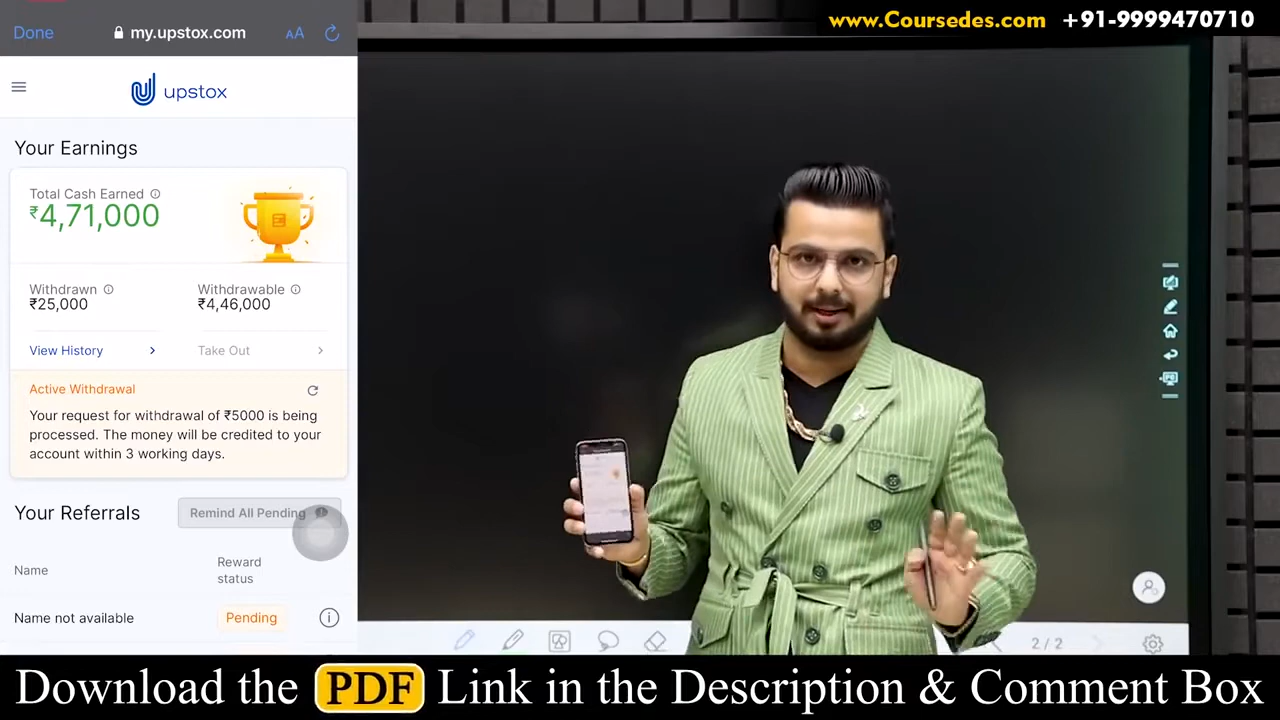 www.Coursedes.com +91-9999470710
Done
my.upstox.com
AA
upstox
Your Earnings
Total Cash Earned
₹4,71,000
Withdrawn
₹25,000
Withdrawable
₹4,46,000
View History
Take Out
Active Withdrawal
Your request for withdrawal of ₹5000 is being
processed. The money will be credited to your
account within 3 working days.
Your Referrals
Remind All Pending
Name
Reward
status
Name not available
Pending
2 / 2
Download the PDF Link in the Description & Comment Box